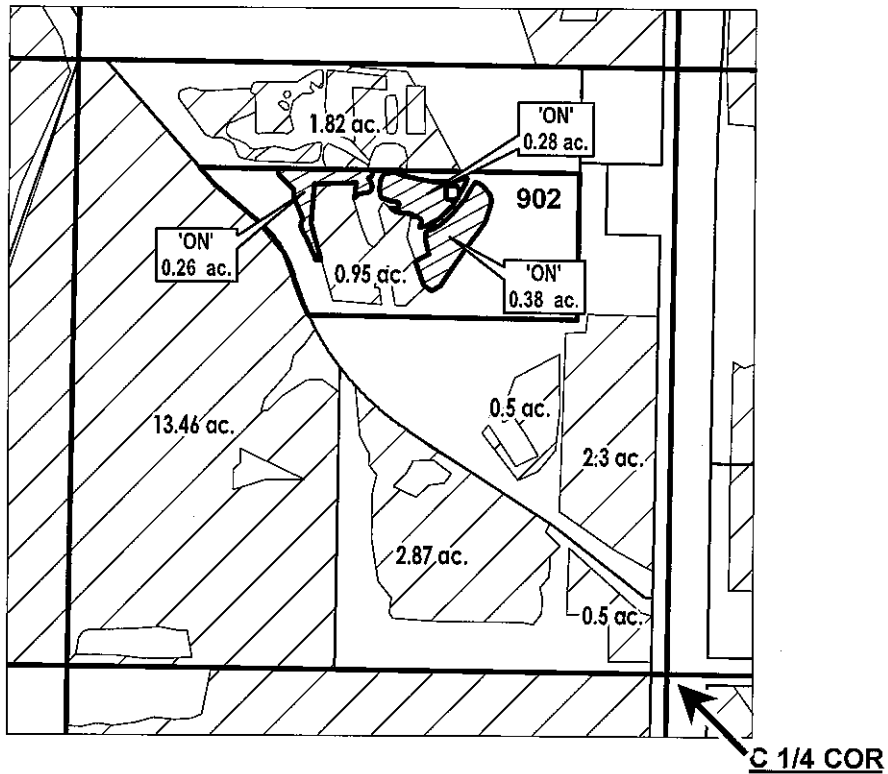 1.82 ac.
'ON'
0.28 ac.
902
'ON'
0.26 ac.
0.95 ac.
'ON'
0.38 ac.
13.46 ac.
0.5 ac.
2.3 ac.
2.87 ac.
0.5 ac.
C 1/4 COR